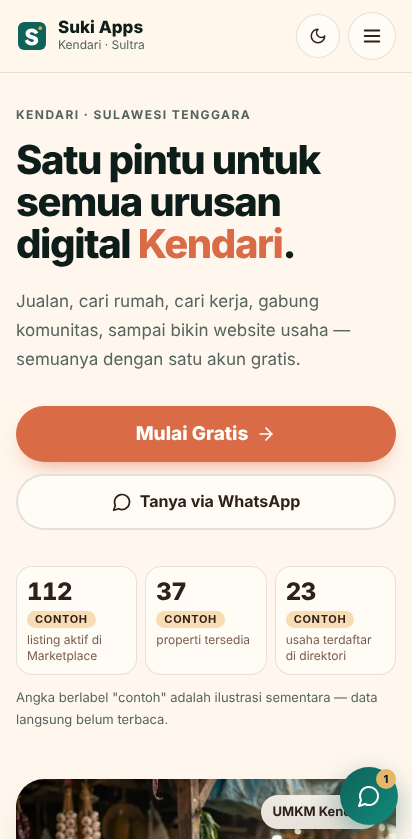 S
Suki Apps
Kendari · Sultra
KENDARI · SULAWESI TENGGARA
Satu pintu untuk
semua urusan
digital Kendari.
Jualan, cari rumah, cari kerja, gabung
komunitas, sampai bikin website usaha —
semuanya dengan satu akun gratis.
Mulai Gratis →
Tanya via WhatsApp
112
CONTOH
listing aktif di
Marketplace
37
CONTOH
properti tersedia
23
CONTOH
usaha terdaftar
di direktori
Angka berlabel "contoh" adalah ilustrasi sementara — data
langsung belum terbaca.
UMKM
1